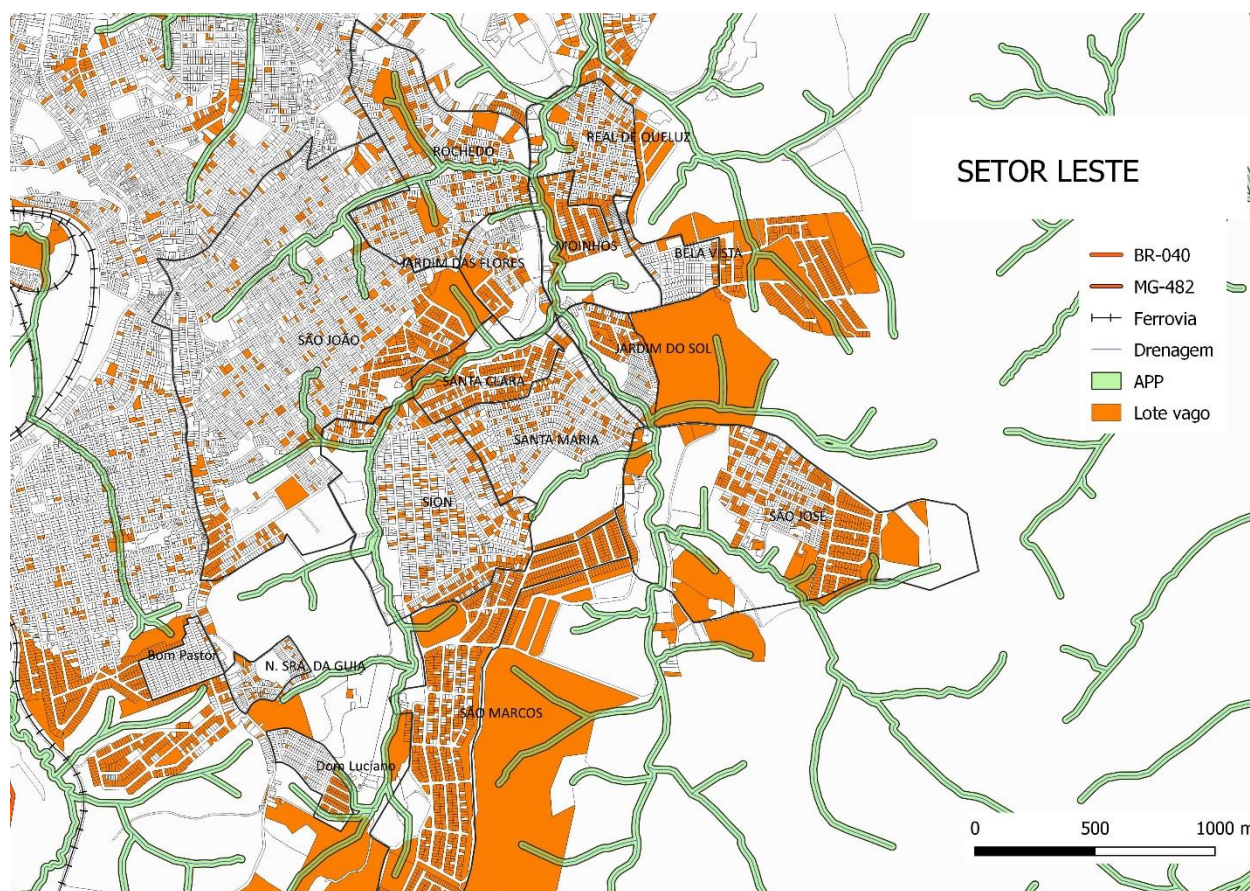 REAL DE QUELUZ
ROCHEDO
SETOR LESTE
MOINHOS
BELA VISTA
JARDIM DAS FLORES
BR-040
MG-482
Ferrovia
Drenagem
APP
Lote vago
SÃO JOÃO
JARDIM DO SOL
SANTA CLARA
SANTA MARIA
SION
SÃO JOSÉ
Bom Pastor
N. SRA. DA GUIA
SÃO MARCOS
Dom Luciano
0 500 1000 m